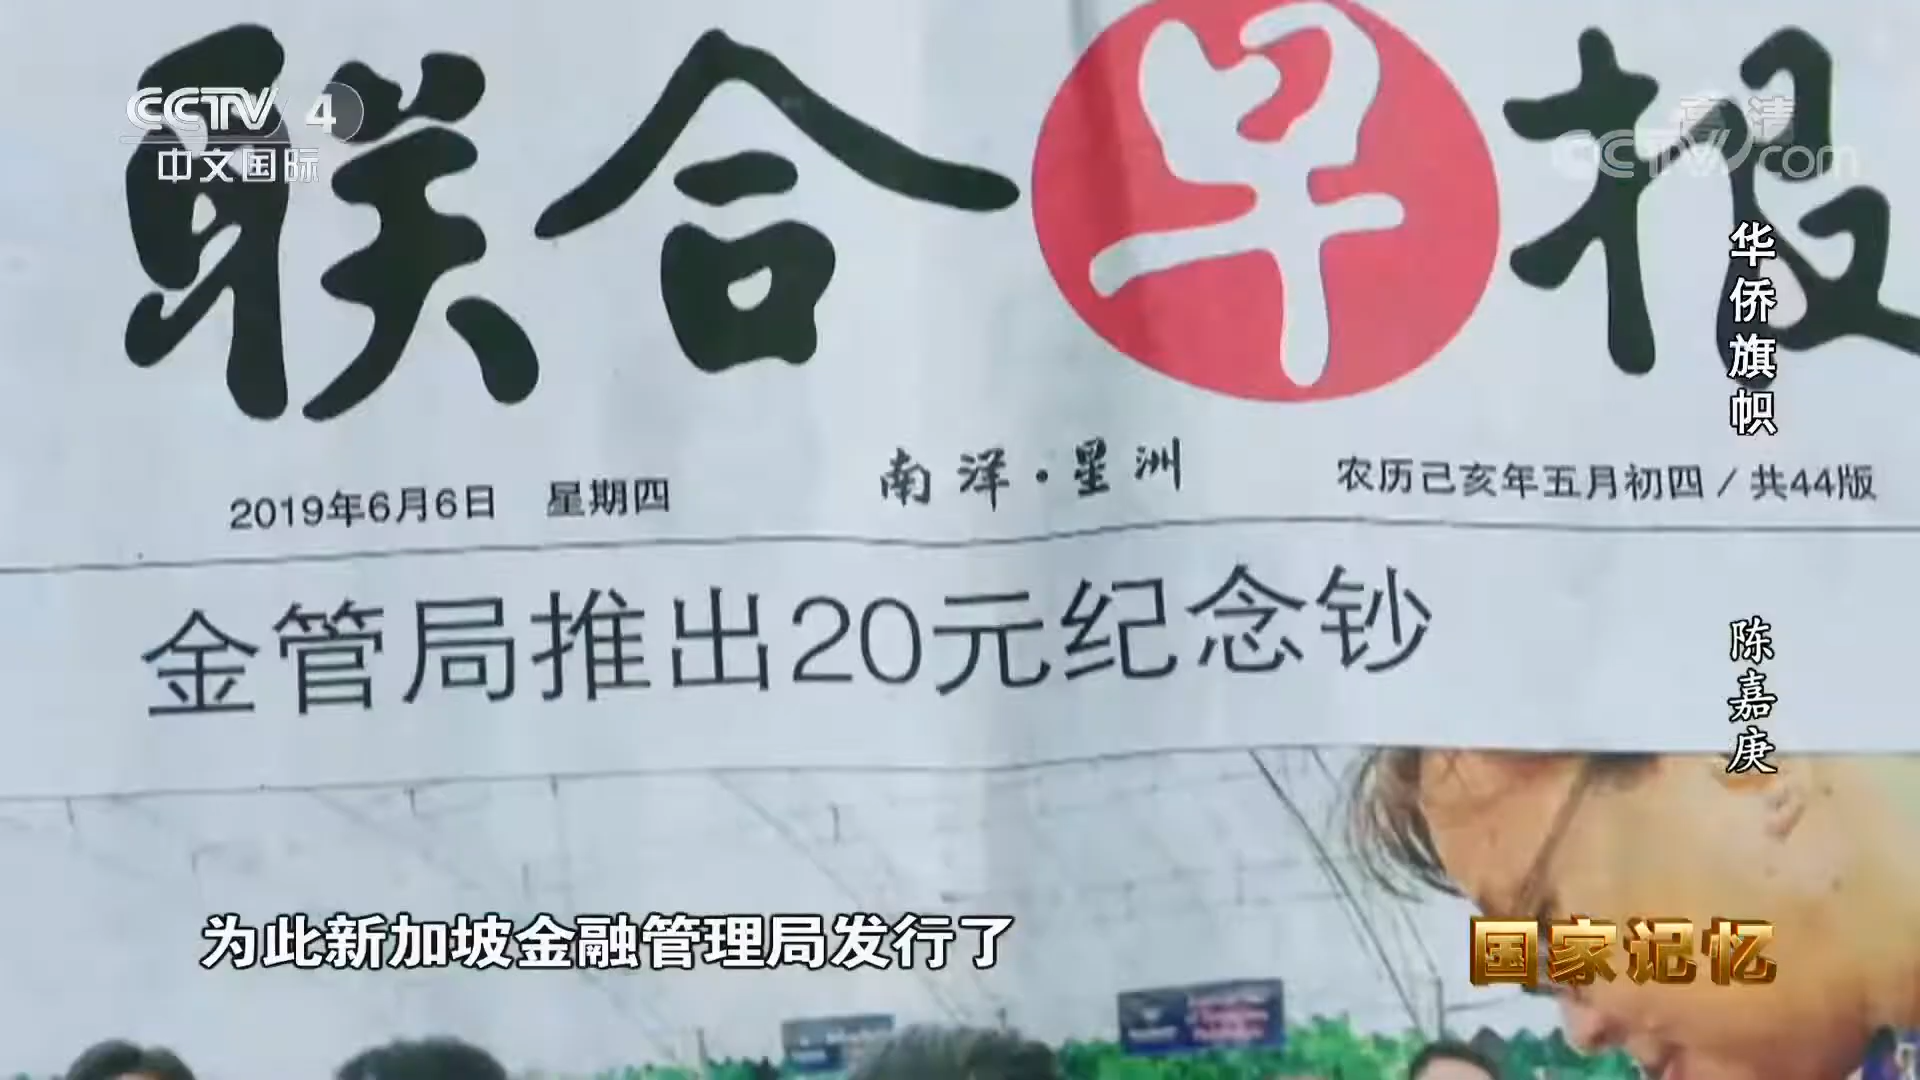 联合早报
CCTV 4
中文国际
高清
CCTV.com
华侨旗帜
2019年6月6日 星期四
南洋·星洲
农历己亥年五月初四 / 共44版
金管局推出20元纪念钞
陈嘉庚
为此新加坡金融管理局发行了
国家记忆